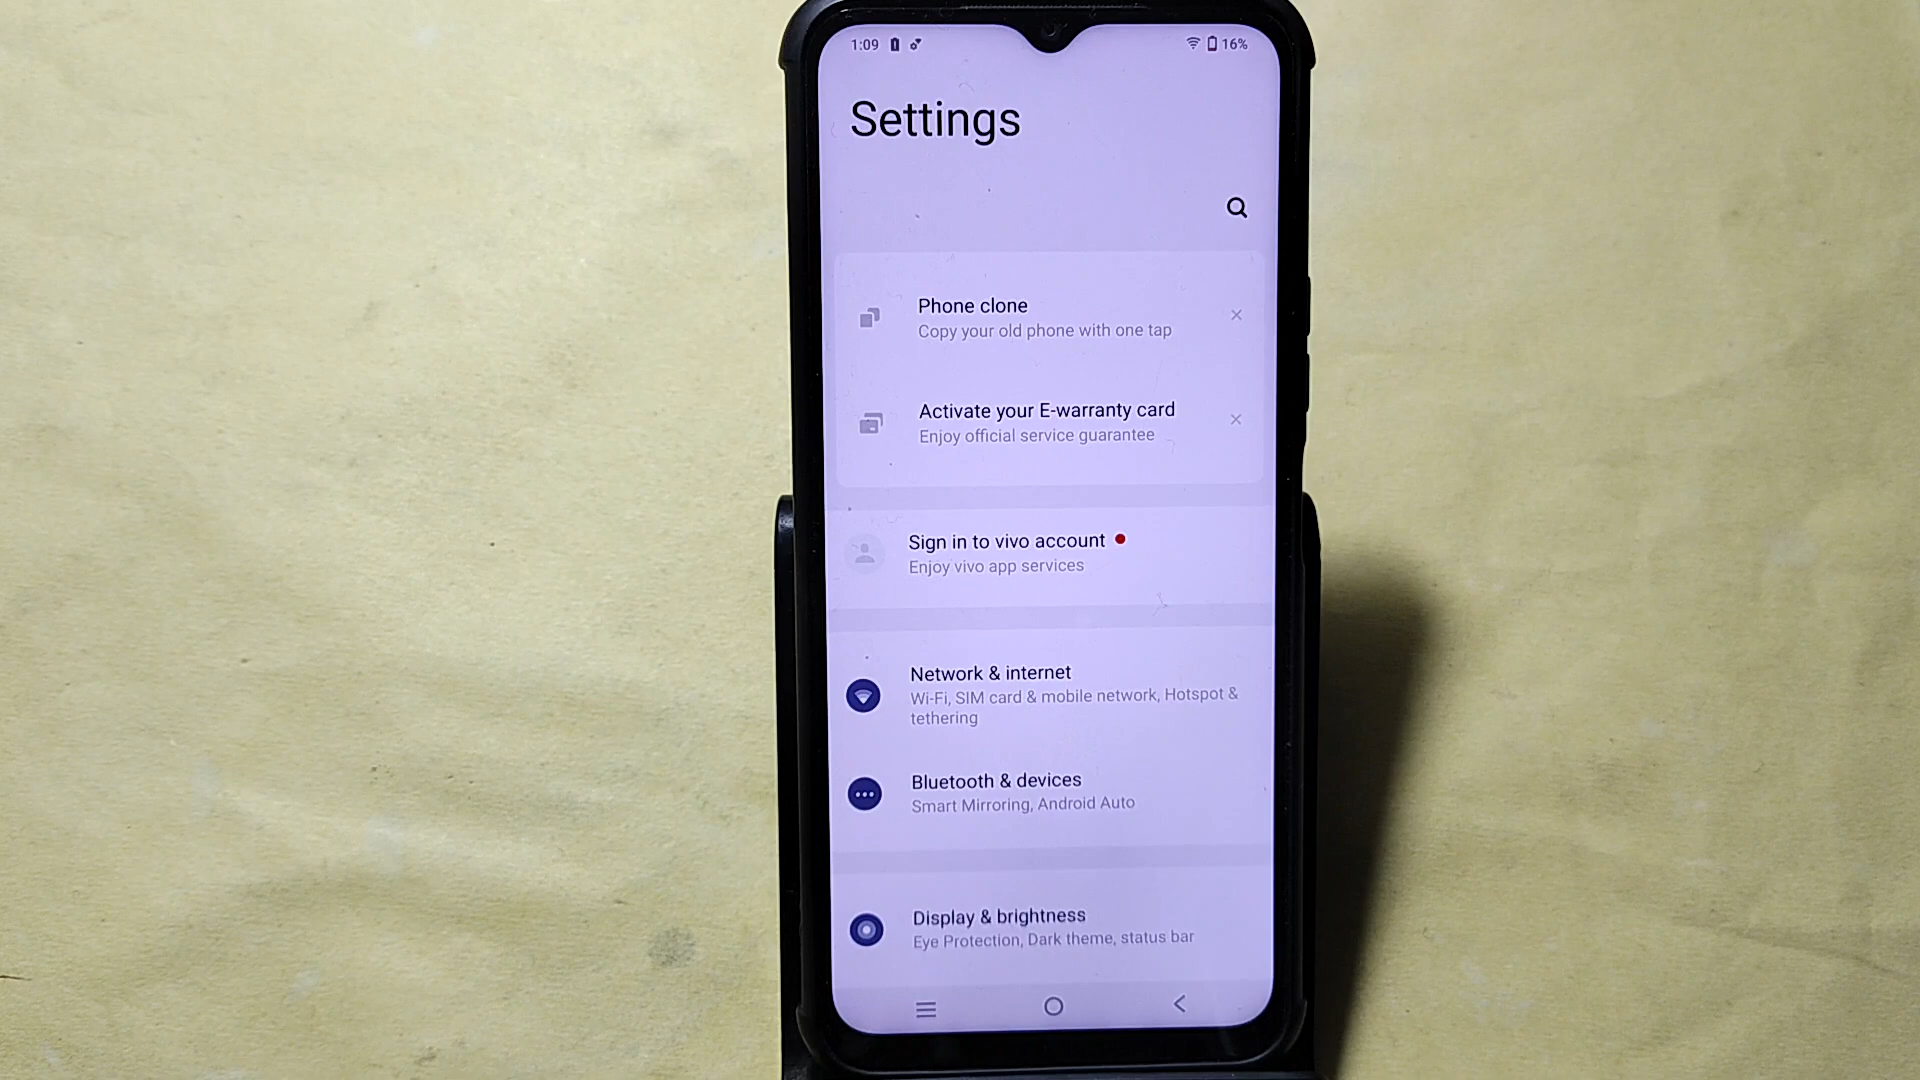 1:09
16%
Settings
Phone clone
Copy your old phone with one tap
Activate your E-warranty card
Enjoy official service guarantee
Sign in to vivo account
Enjoy vivo app services
Network & internet
Wi-Fi, SIM card & mobile network, Hotspot &
tethering
Bluetooth & devices
Smart Mirroring, Android Auto
Display & brightness
Eye Protection, Dark theme, status bar